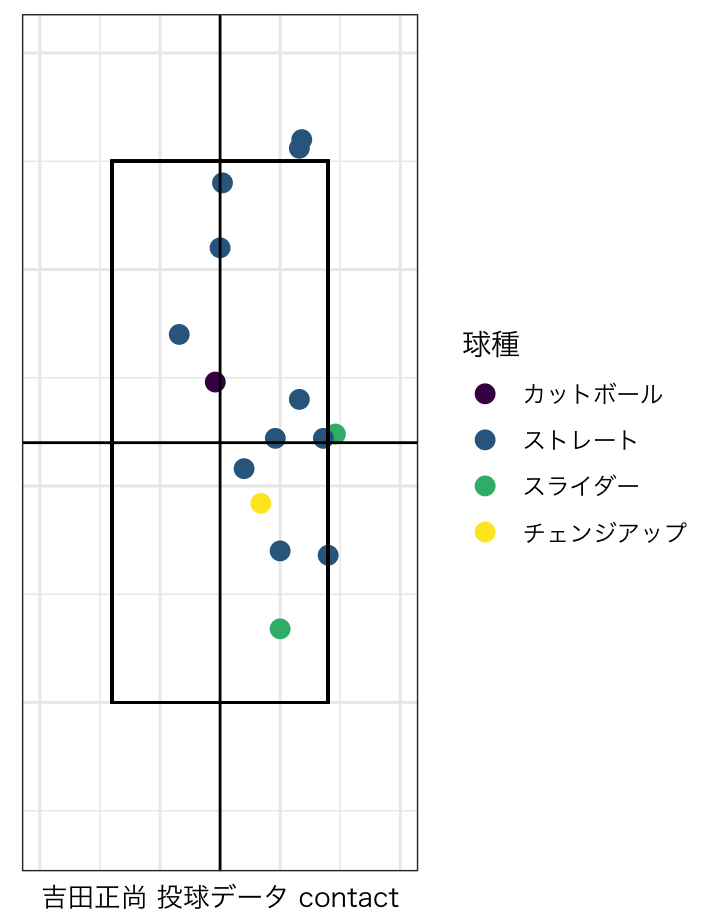 球種
カットボール
ストレート
スライダー
チェンジアップ
吉田正尚 投球データ contact